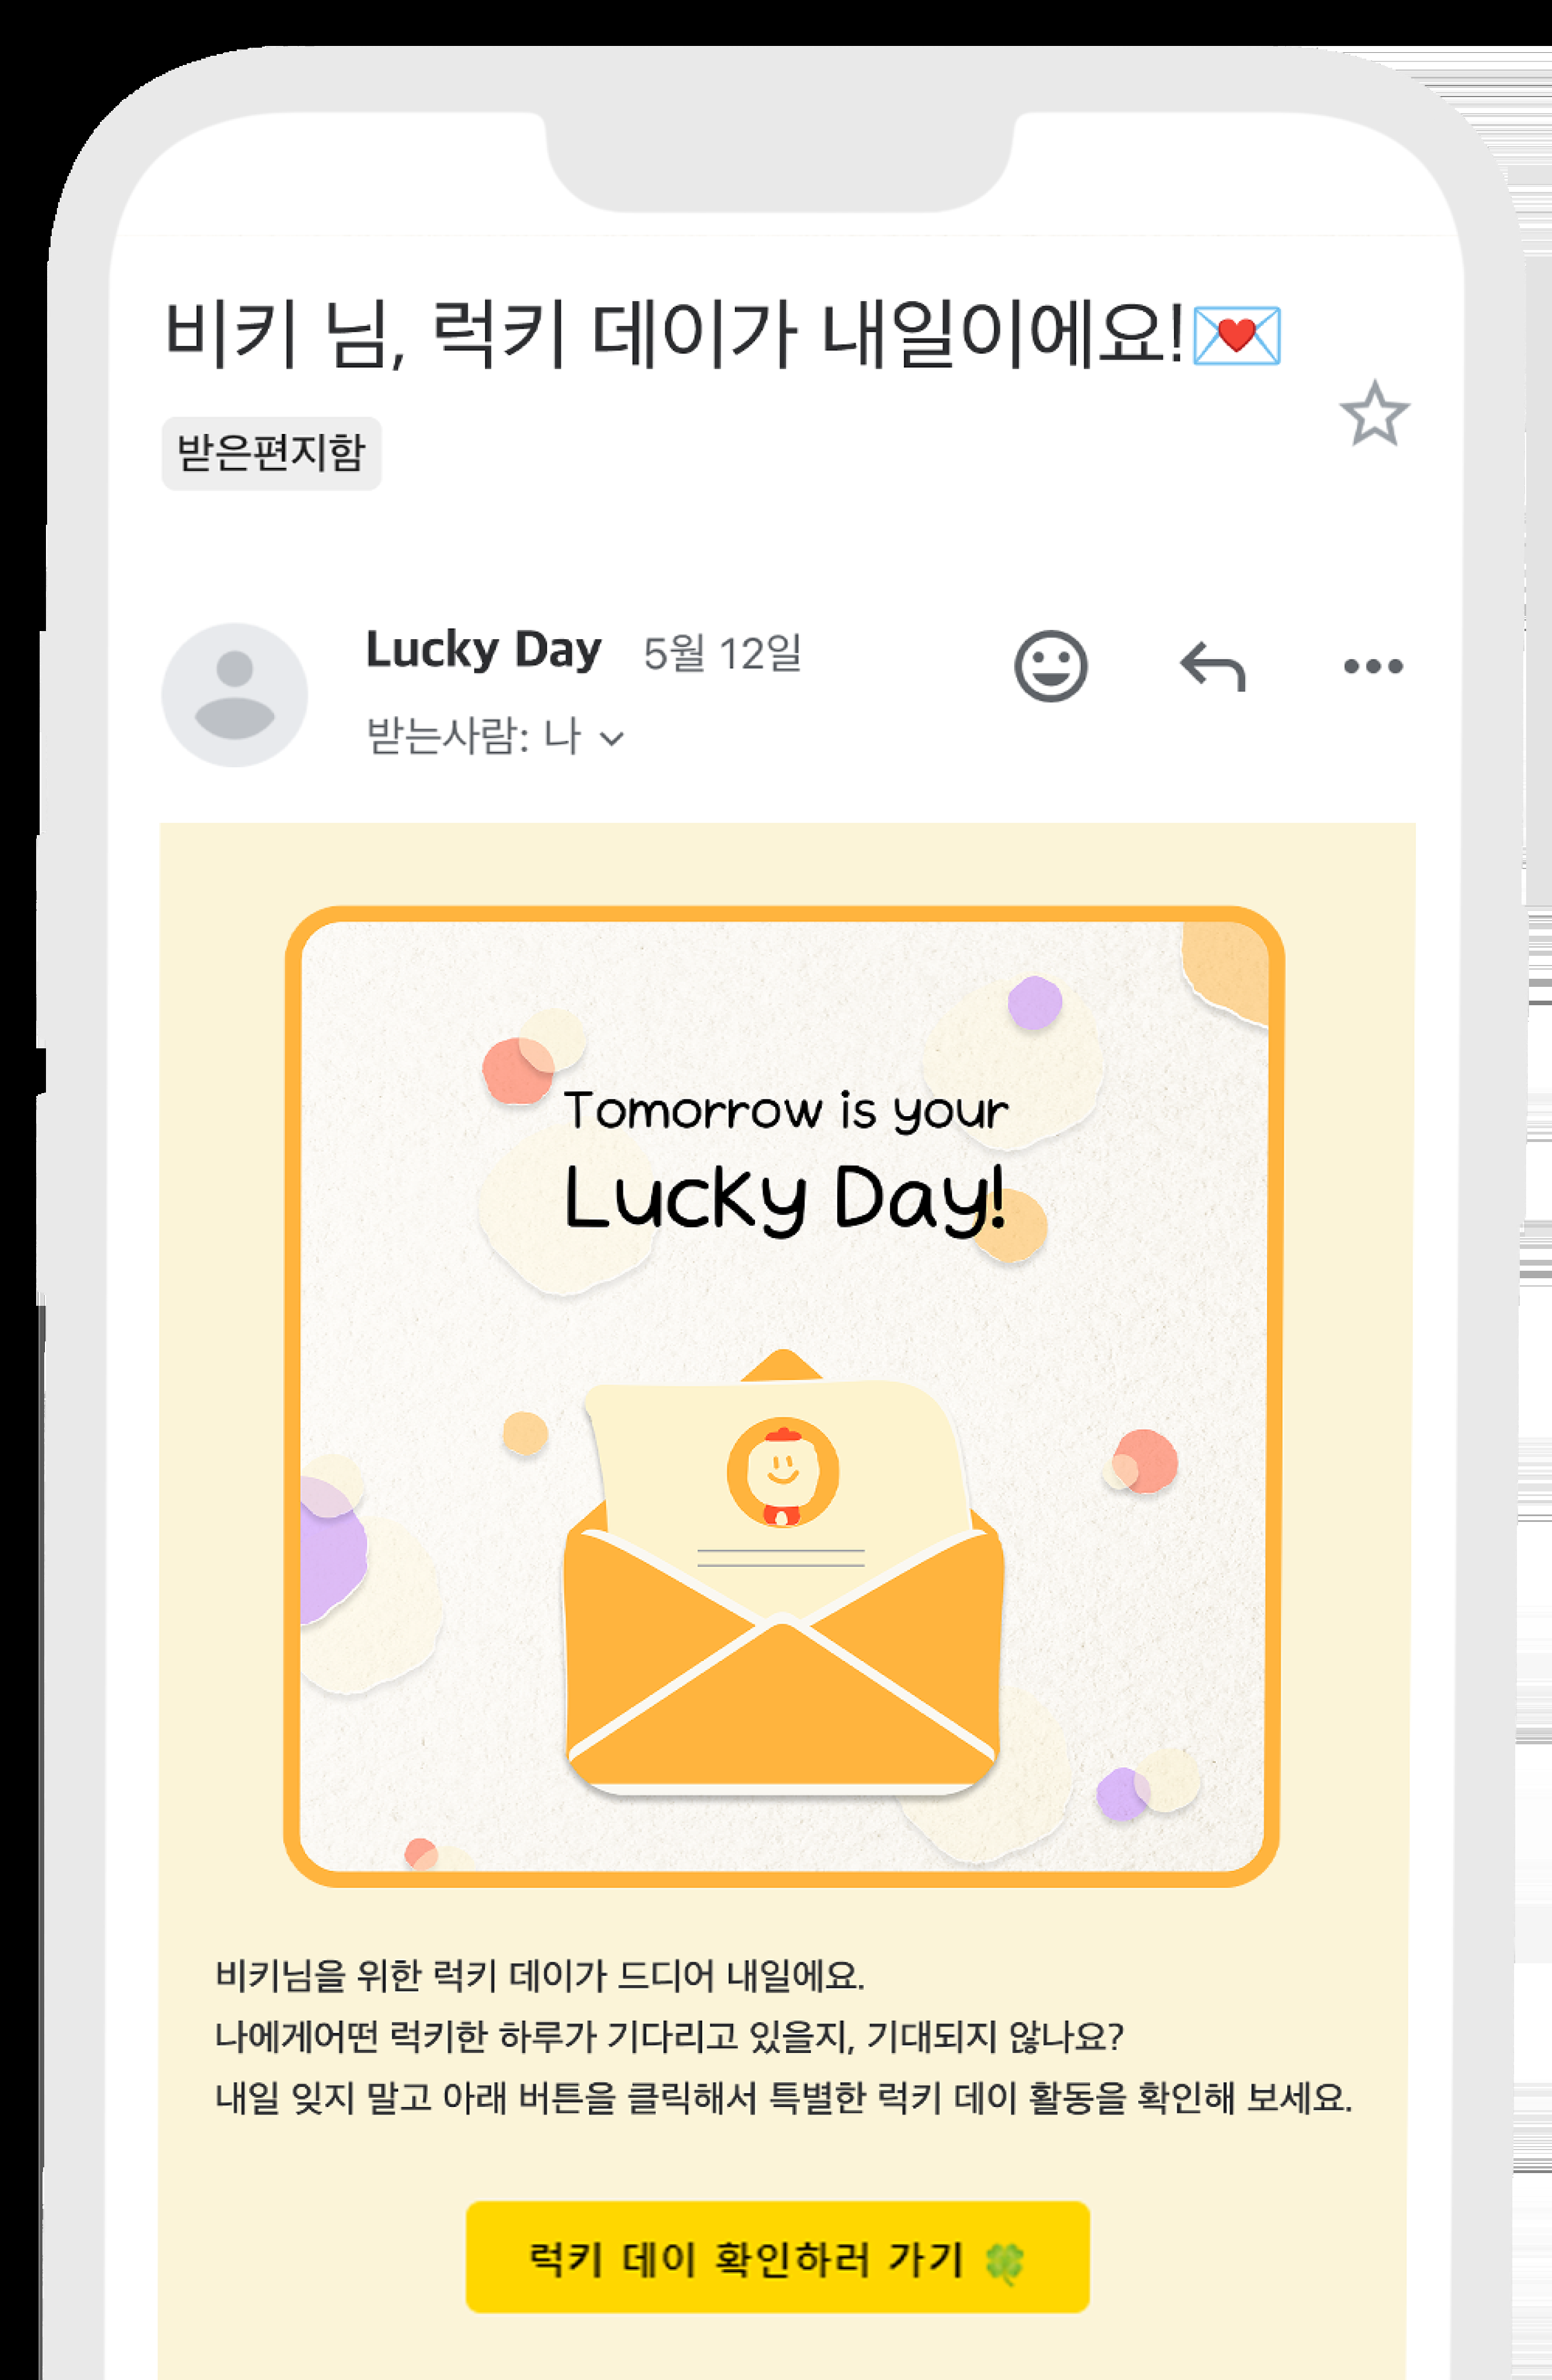 비키 님, 럭키 데이가 내일이에요!💌
받은편지함
Lucky Day 5월 12일
받는사람: 나
Tomorrow is your
Lucky Day!
비키님을 위한 럭키 데이가 드디어 내일에요.
나에게어떤 럭키한 하루가 기다리고 있을지, 기대되지 않나요?
내일 잊지 말고 아래 버튼을 클릭해서 특별한 럭키 데이 활동을 확인해 보세요.
럭키 데이 확인하러 가기 🍀